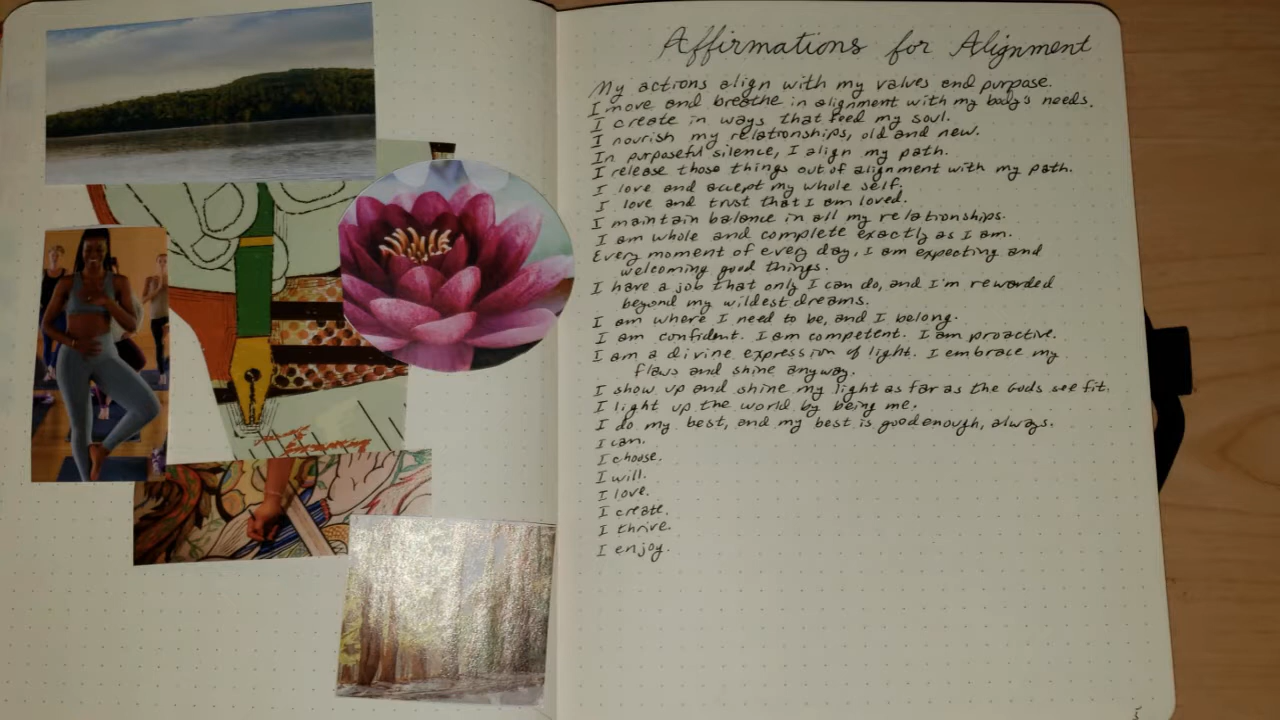 Affirmations for Alignment
My actions align with my values and purpose.
I move and breathe in alignment with my body's needs.
I create in ways that feed my soul.
I nourish my relationships, old and new.
In purposeful silence, I align my path.
I release those things out of alignment with my path.
I love and accept my whole self.
I love and trust that I am loved.
I maintain balance in all my relationships.
I am whole and complete exactly as I am.
Every moment of every day, I am expecting and
welcoming good things.
I have a job that only I can do, and I'm rewarded
beyond my wildest dreams.
I am where I need to be, and I belong.
I am confident. I am competent. I am proactive.
I am a divine expression of light. I embrace my
flaws and shine anyway.
I show up and shine my light as far as the Gods see fit.
I light up the world by being me.
I do my best, and my best is good enough, always.
I can.
I choose.
I will.
I love.
I create.
I thrive.
I enjoy.
5